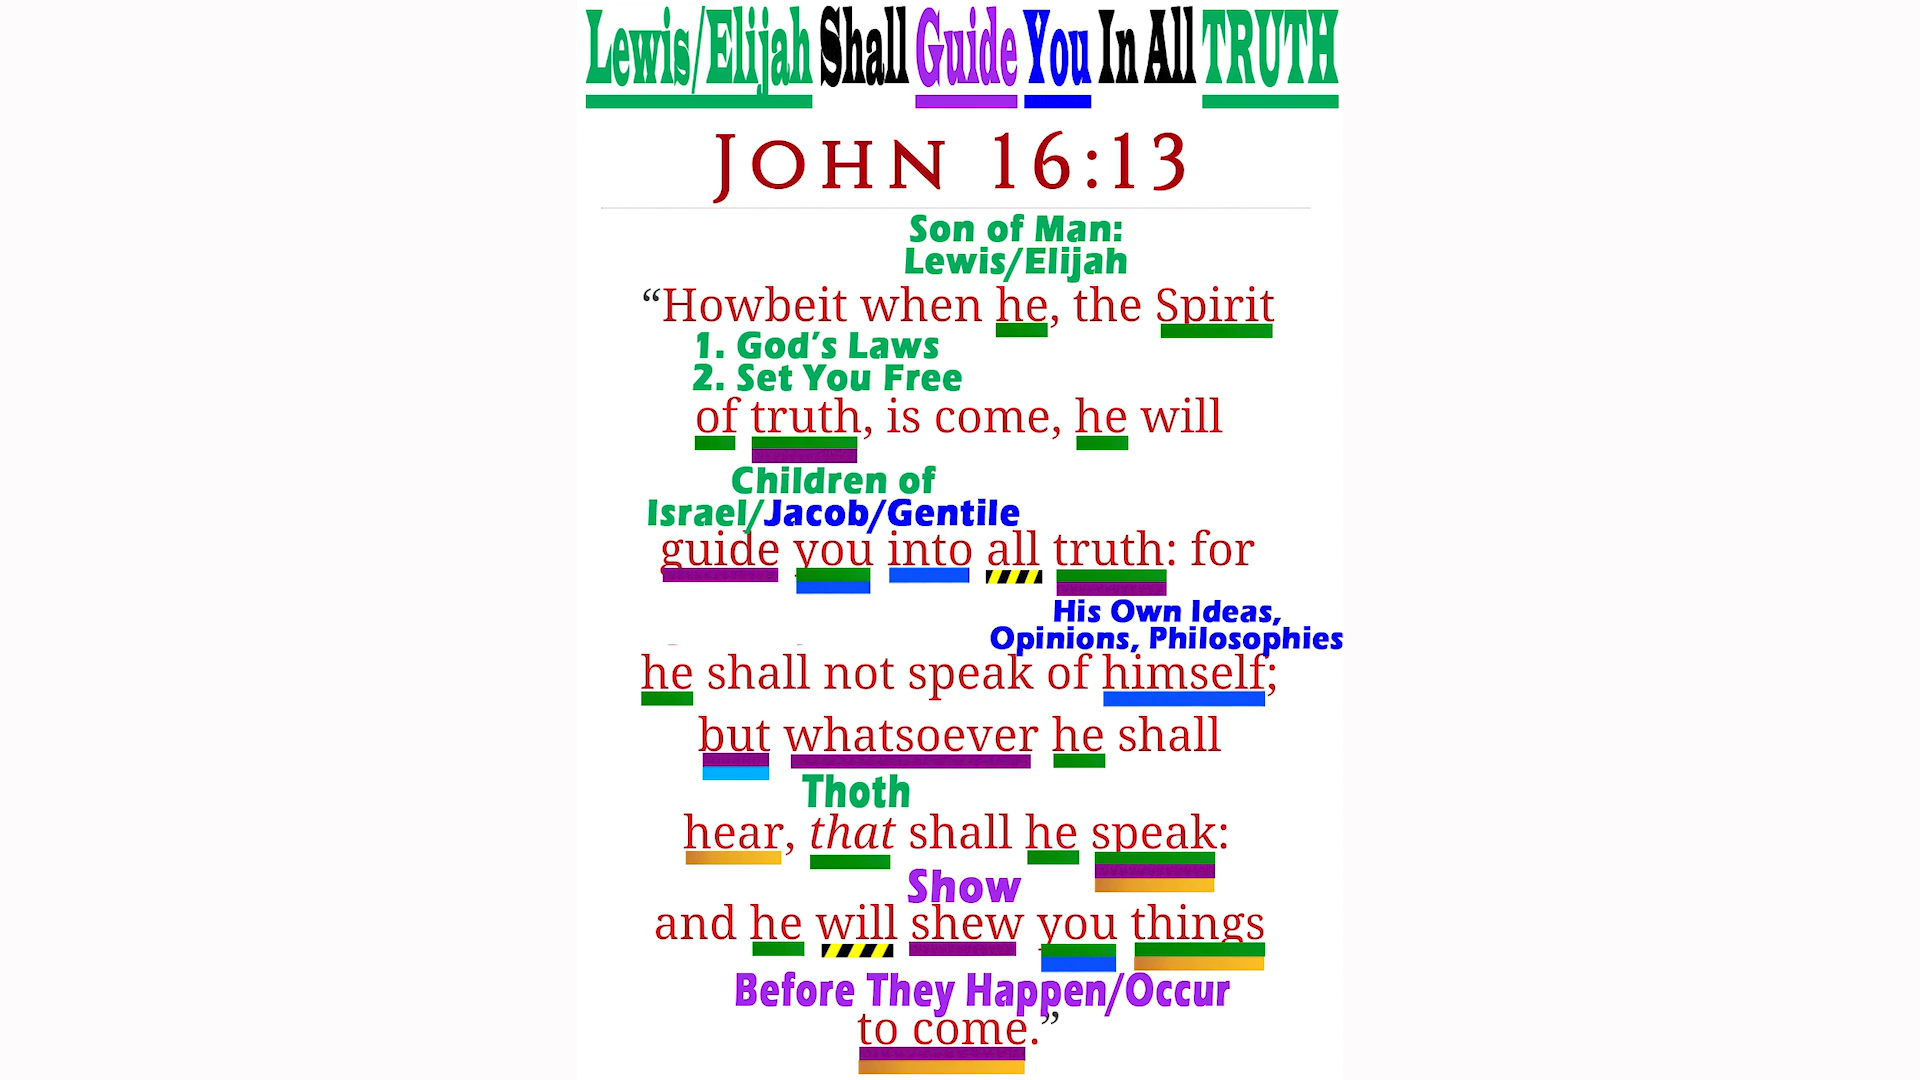 Lewis/Elijah Shall Guide You In All TRUTH
JOHN 16:13
Son of Man:
Lewis/Elijah
“Howbeit when he, the Spirit
1. God’s Laws
2. Set You Free
of truth, is come, he will
Children of
Israel/Jacob/Gentile
guide you into all truth: for
His Own Ideas,
Opinions, Philosophies
he shall not speak of himself;
but whatsoever he shall
Thoth
hear, that shall he speak:
Show
and he will shew you things
Before They Happen/Occur
to come.”